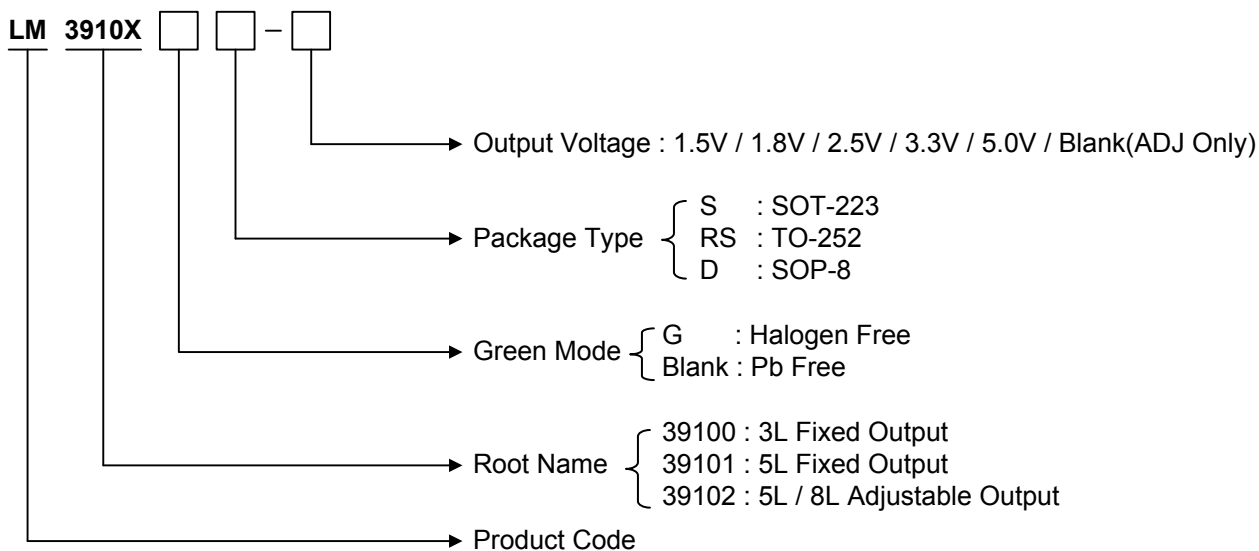 LM 3910X –
Output Voltage : 1.5V / 1.8V / 2.5V / 3.3V / 5.0V / Blank(ADJ Only)
Package Type
S : SOT-223
RS : TO-252
D : SOP-8
Green Mode
G : Halogen Free
Blank : Pb Free
Root Name
39100 : 3L Fixed Output
39101 : 5L Fixed Output
39102 : 5L / 8L Adjustable Output
Product Code